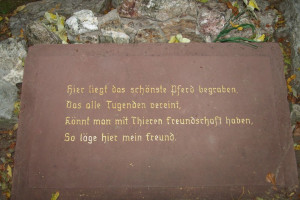 Hier liegt das schönste Pferd begraben,
Das alle Tugenden vereint,
Könnt man mit Thieren Freundschaft haben,
So läge hier mein Freund.